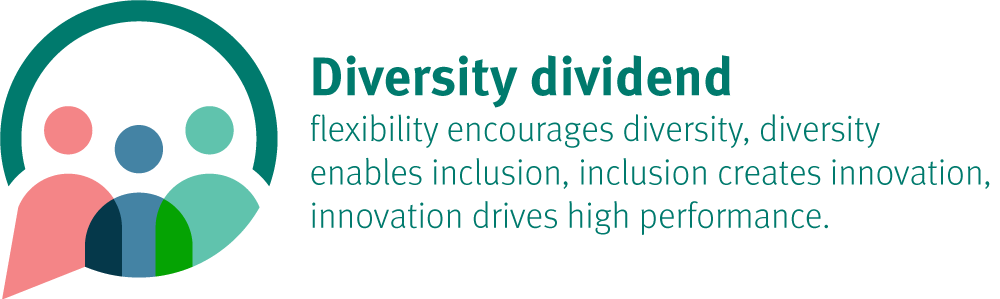 Diversity dividend
flexibility encourages diversity, diversity
enables inclusion, inclusion creates innovation,
innovation drives high performance.